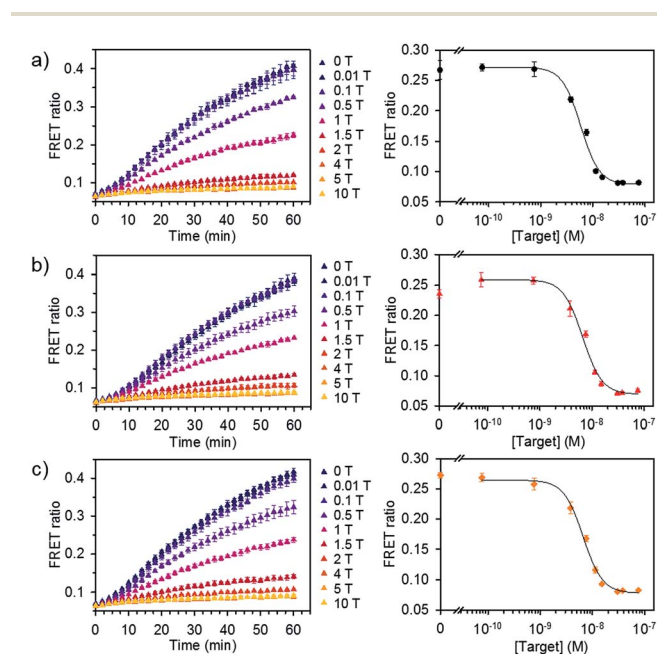 a)
FRET ratio
0.4
0.3
0.2
0.1
0 10 20 30 40 50 60
Time (min)
0 T
0.01 T
0.1 T
0.5 T
1 T
1.5 T
2 T
4 T
5 T
10 T
FRET ratio
0.30
0.25
0.20
0.15
0.10
0.05
0 10⁻¹⁰ 10⁻⁹ 10⁻⁸ 10⁻⁷
[Target] (M)
b)
FRET ratio
0.4
0.3
0.2
0.1
0 10 20 30 40 50 60
Time (min)
0 T
0.01 T
0.1 T
0.5 T
1 T
1.5 T
2 T
4 T
5 T
10 T
FRET ratio
0.30
0.25
0.20
0.15
0.10
0.05
0 10⁻¹⁰ 10⁻⁹ 10⁻⁸ 10⁻⁷
[Target] (M)
c)
FRET ratio
0.4
0.3
0.2
0.1
0 10 20 30 40 50 60
Time (min)
0 T
0.01 T
0.1 T
0.5 T
1 T
1.5 T
2 T
4 T
5 T
10 T
FRET ratio
0.30
0.25
0.20
0.15
0.10
0.05
0 10⁻¹⁰ 10⁻⁹ 10⁻⁸ 10⁻⁷
[Target] (M)